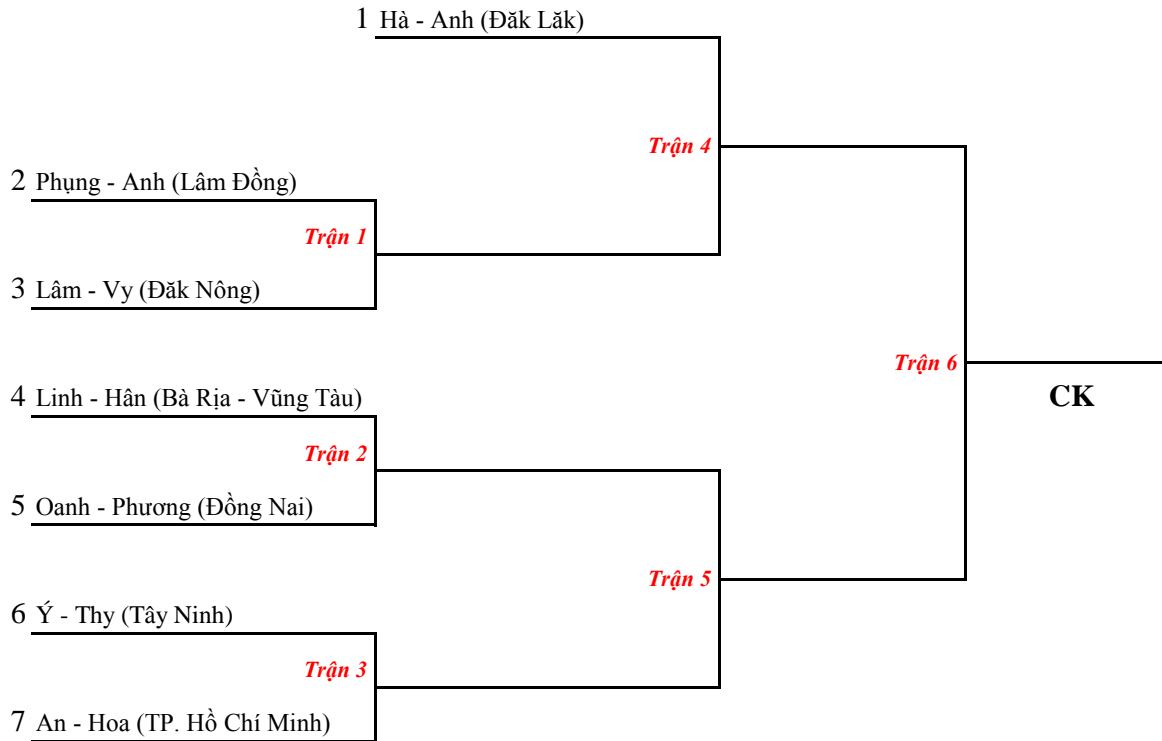 1 Hà - Anh (Đăk Lăk)
Trận 4
2 Phụng - Anh (Lâm Đồng)
Trận 1
3 Lâm - Vy (Đăk Nông)
Trận 6
4 Linh - Hân (Bà Rịa - Vũng Tàu)
CK
Trận 2
5 Oanh - Phương (Đồng Nai)
Trận 5
6 Ý - Thy (Tây Ninh)
Trận 3
7 An - Hoa (TP. Hồ Chí Minh)